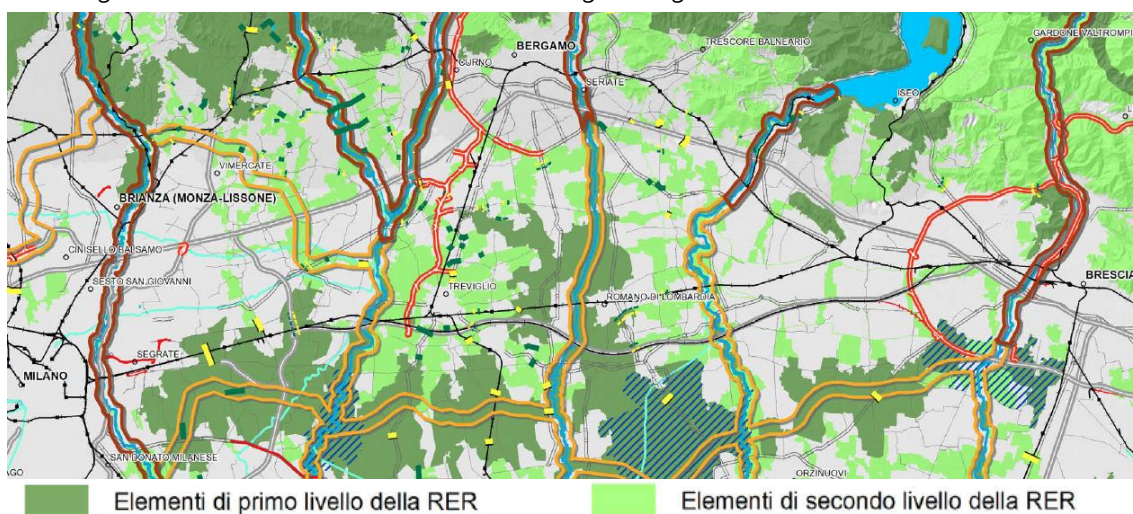 GARDONE VALTROMPI
BERGAMO
TRESCORE BALNEARIO
CURNO
SERIATE
ISEO
VIMERCATE
BRIANZA (MONZA-LISSONE)
CINISELLO BALSAMO
SESTO SAN GIOVANNI
TREVIGLIO
BRESCIA
ROMANO DI LOMBARDIA
SEGRATE
MILANO
SAN DONATO MILANESE
AGO
ORZINUOVI
Elementi di primo livello della RER
Elementi di secondo livello della RER